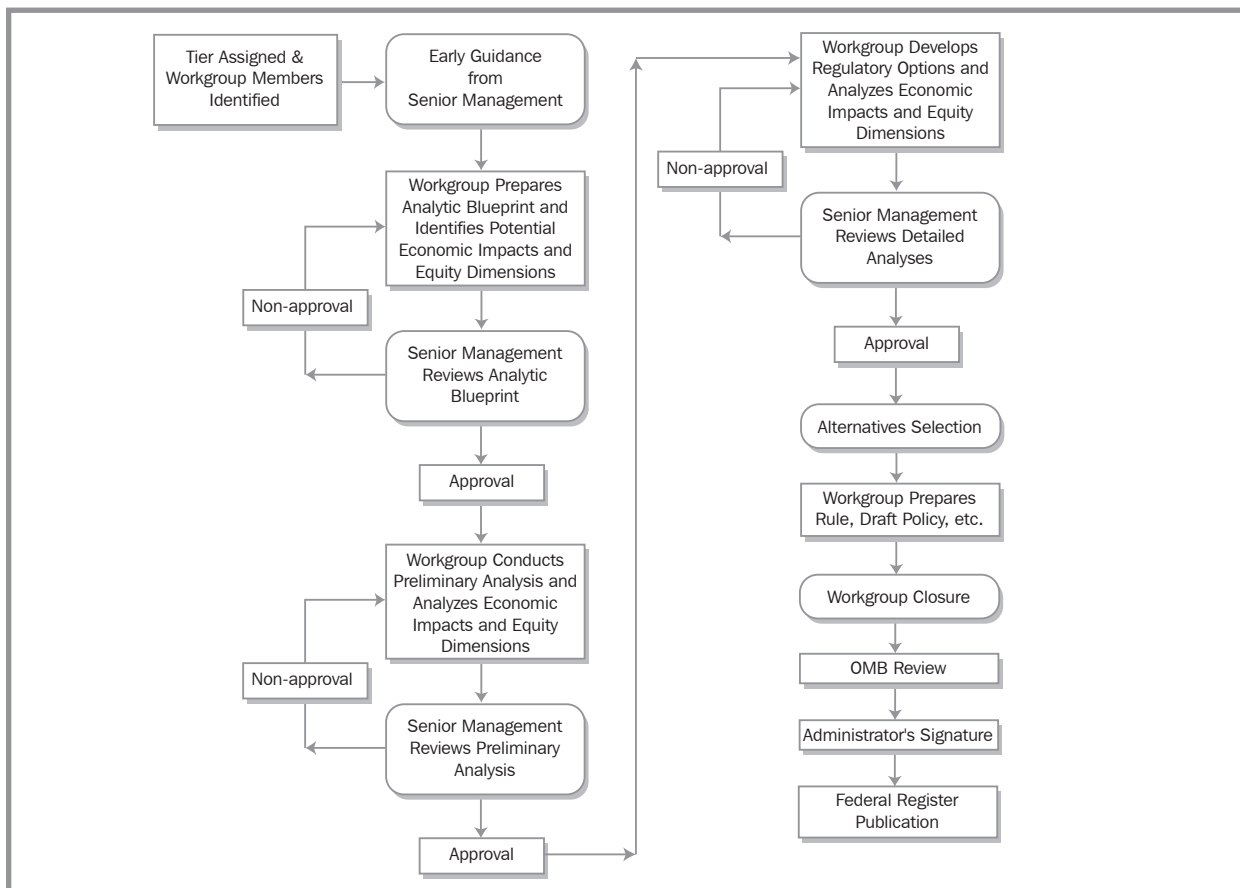 Tier Assigned &
Workgroup Members
Identified
Early Guidance
from
Senior Management
Workgroup Prepares
Analytic Blueprint and
Identifies Potential
Economic Impacts and
Equity Dimensions
Non-approval
Senior Management
Reviews Analytic
Blueprint
Approval
Workgroup Conducts
Preliminary Analysis and
Analyzes Economic
Impacts and Equity
Dimensions
Non-approval
Senior Management
Reviews Preliminary
Analysis
Approval
Workgroup Develops
Regulatory Options and
Analyzes Economic
Impacts and Equity
Dimensions
Non-approval
Senior Management
Reviews Detailed
Analyses
Approval
Alternatives Selection
Workgroup Prepares
Rule, Draft Policy, etc.
Workgroup Closure
OMB Review
Administrator's Signature
Federal Register
Publication